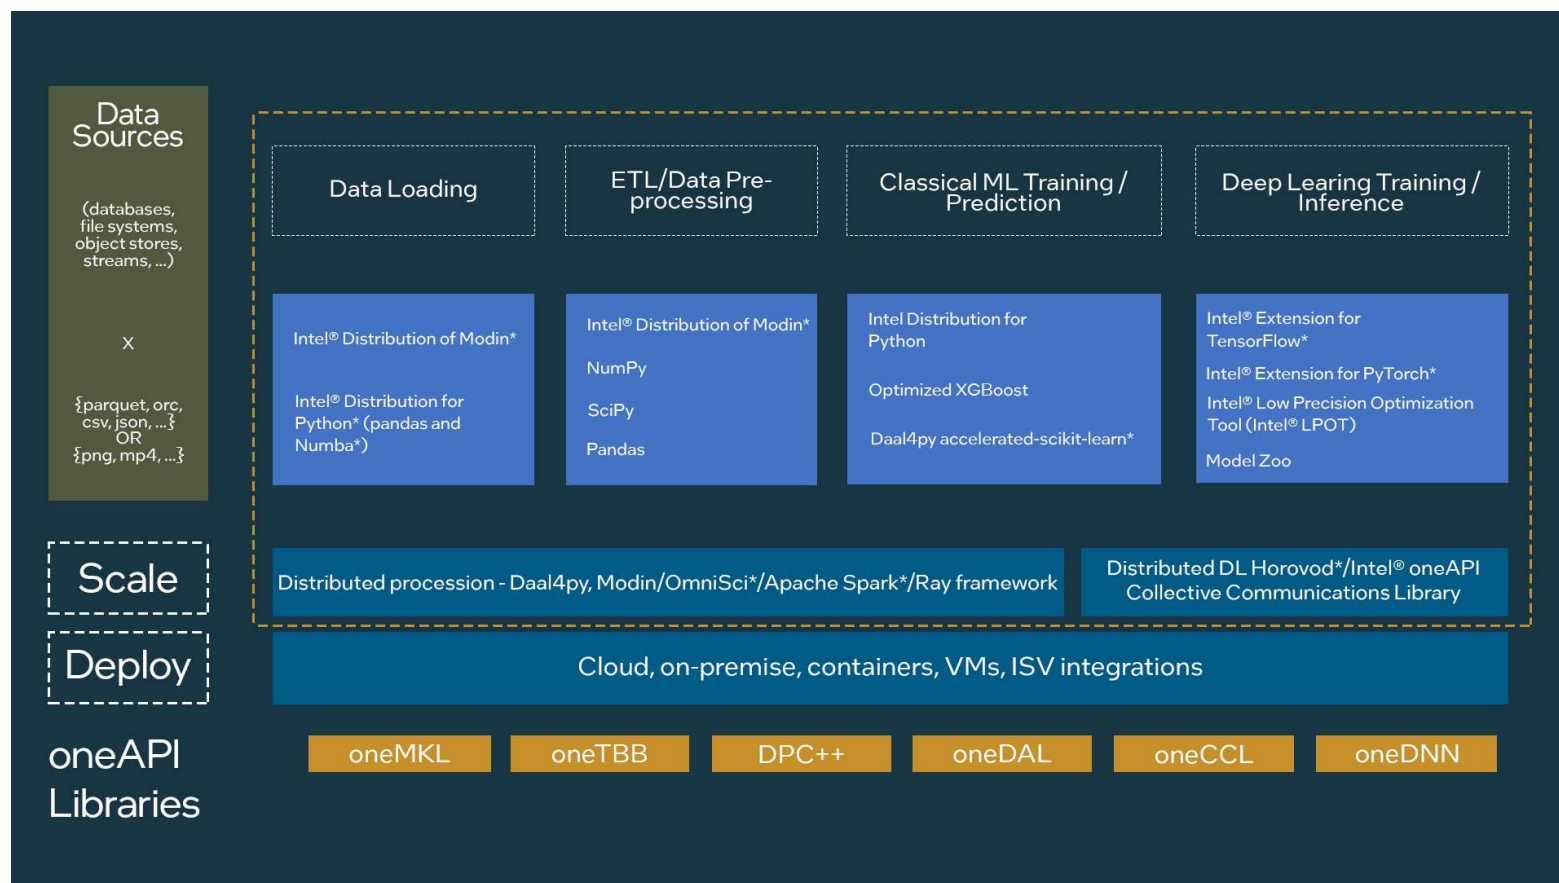 Data
Sources
(databases,
file systems,
object stores,
streams, ...)
X
{parquet, orc,
csv, json, ...}
OR
{png, mp4, ...}
Data Loading
ETL/Data Pre-
processing
Classical ML Training /
Prediction
Deep Learing Training /
Inference
Intel® Distribution of Modin*
Intel® Distribution for
Python* (pandas and
Numba*)
Intel® Distribution of Modin*
NumPy
SciPy
Pandas
Intel Distribution for
Python
Optimized XGBoost
Daal4py accelerated-scikit-learn*
Intel® Extension for
TensorFlow*
Intel® Extension for PyTorch*
Intel® Low Precision Optimization
Tool (Intel® LPOT)
Model Zoo
Scale
Distributed procession - Daal4py, Modin/OmniSci*/Apache Spark*/Ray framework
Distributed DL Horovod*/Intel® oneAPI
Collective Communications Library
Deploy
Cloud, on-premise, containers, VMs, ISV integrations
oneAPI
Libraries
oneMKL
oneTBB
DPC++
oneDAL
oneCCL
oneDNN